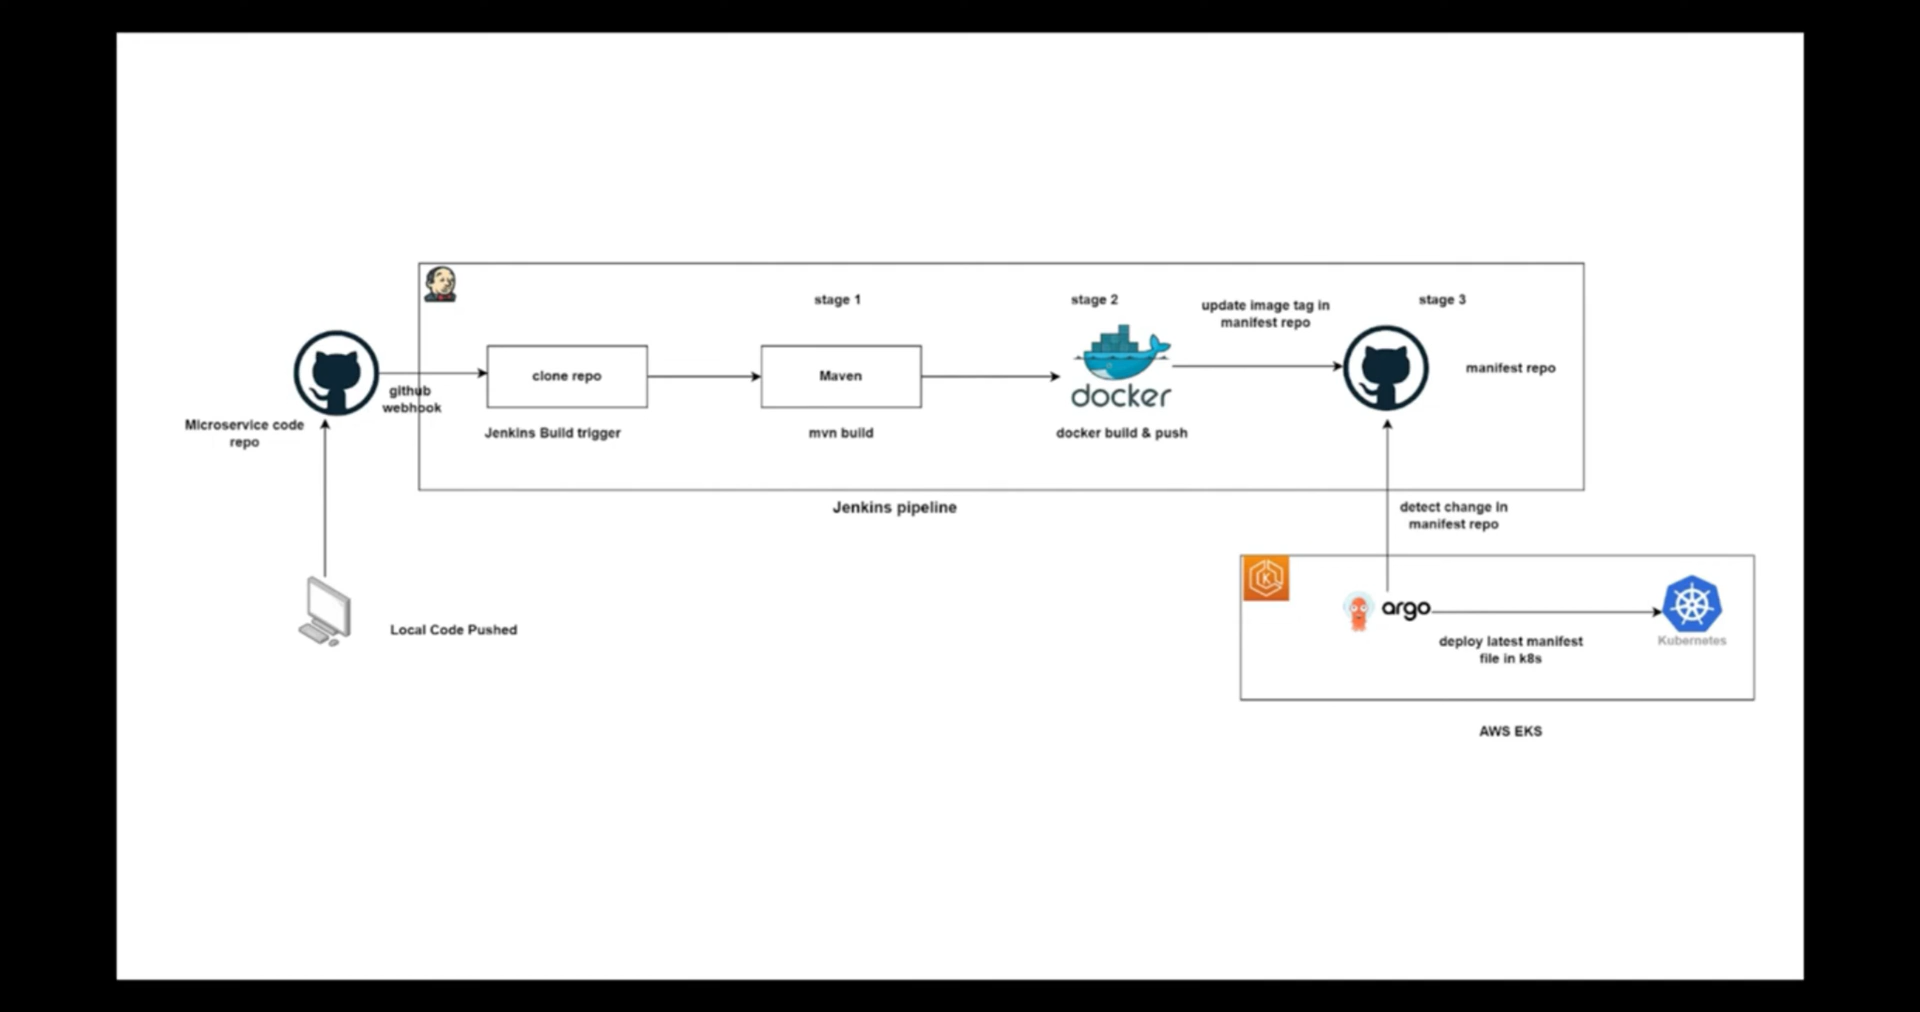 stage 1
stage 2
update image tag in
manifest repo
stage 3
github
webhook
clone repo
Maven
docker
manifest repo
Microservice code
repo
Jenkins Build trigger
mvn build
docker build & push
Jenkins pipeline
detect change in
manifest repo
Local Code Pushed
argo
deploy latest manifest
file in k8s
Kubernetes
AWS EKS